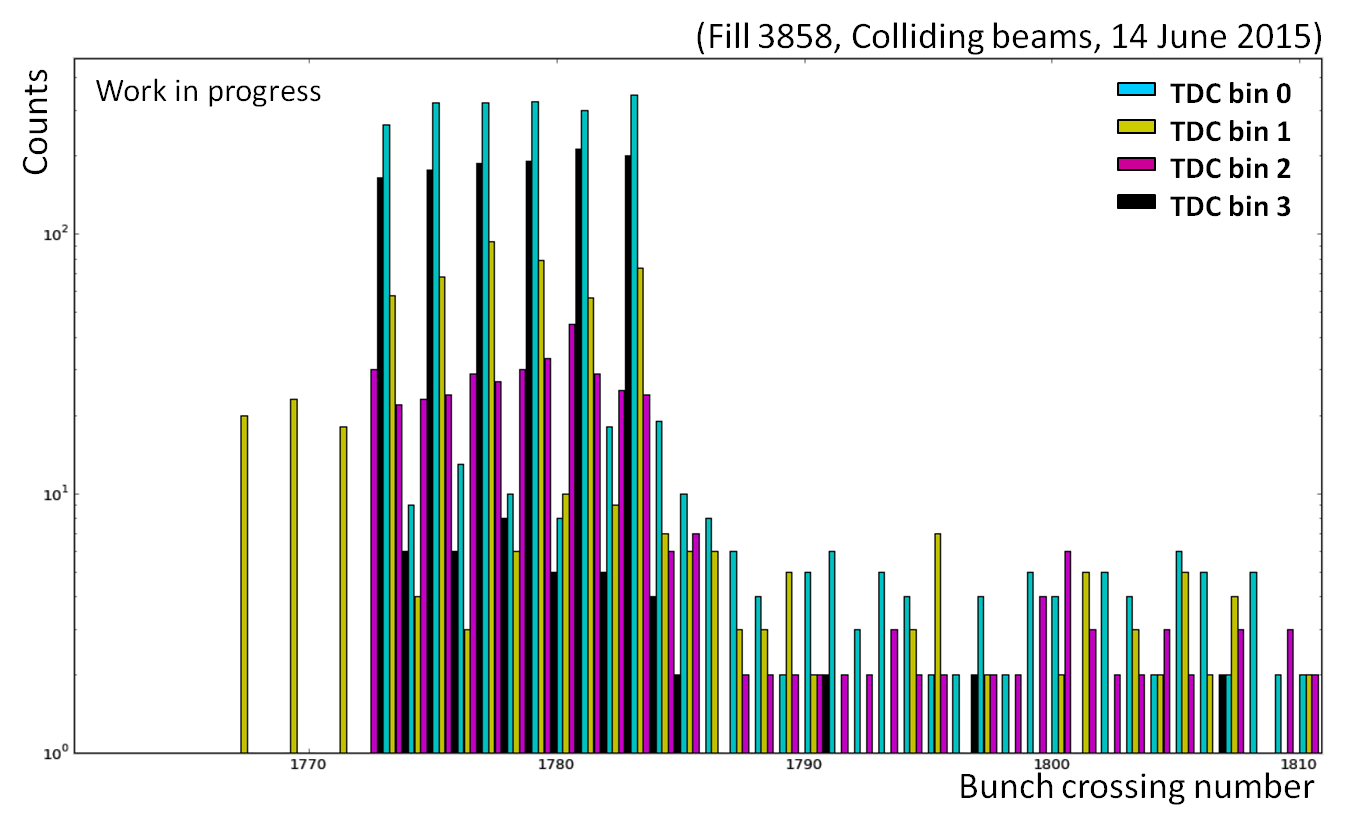 (Fill 3858, Colliding beams, 14 June 2015)
Work in progress
Counts
TDC bin 0
TDC bin 1
TDC bin 2
TDC bin 3
10²
10¹
10⁰
1770 1780 1790 1800 1810
Bunch crossing number